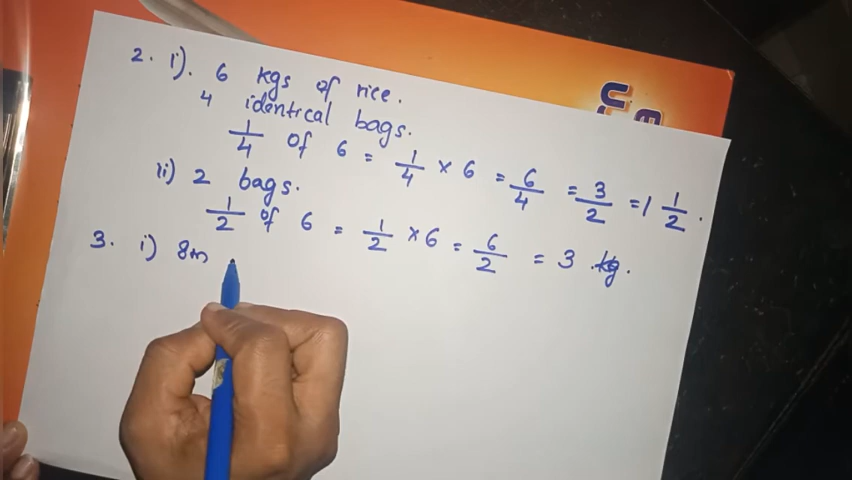 2. i). 6 kgs of rice.
4 identical bags.
1/4 of 6 = 1/4 × 6 = 6/4 = 3/2 = 1 1/2.
ii) 2 bags.
1/2 of 6 = 1/2 × 6 = 6/2 = 3 kg.
3. i) 8m